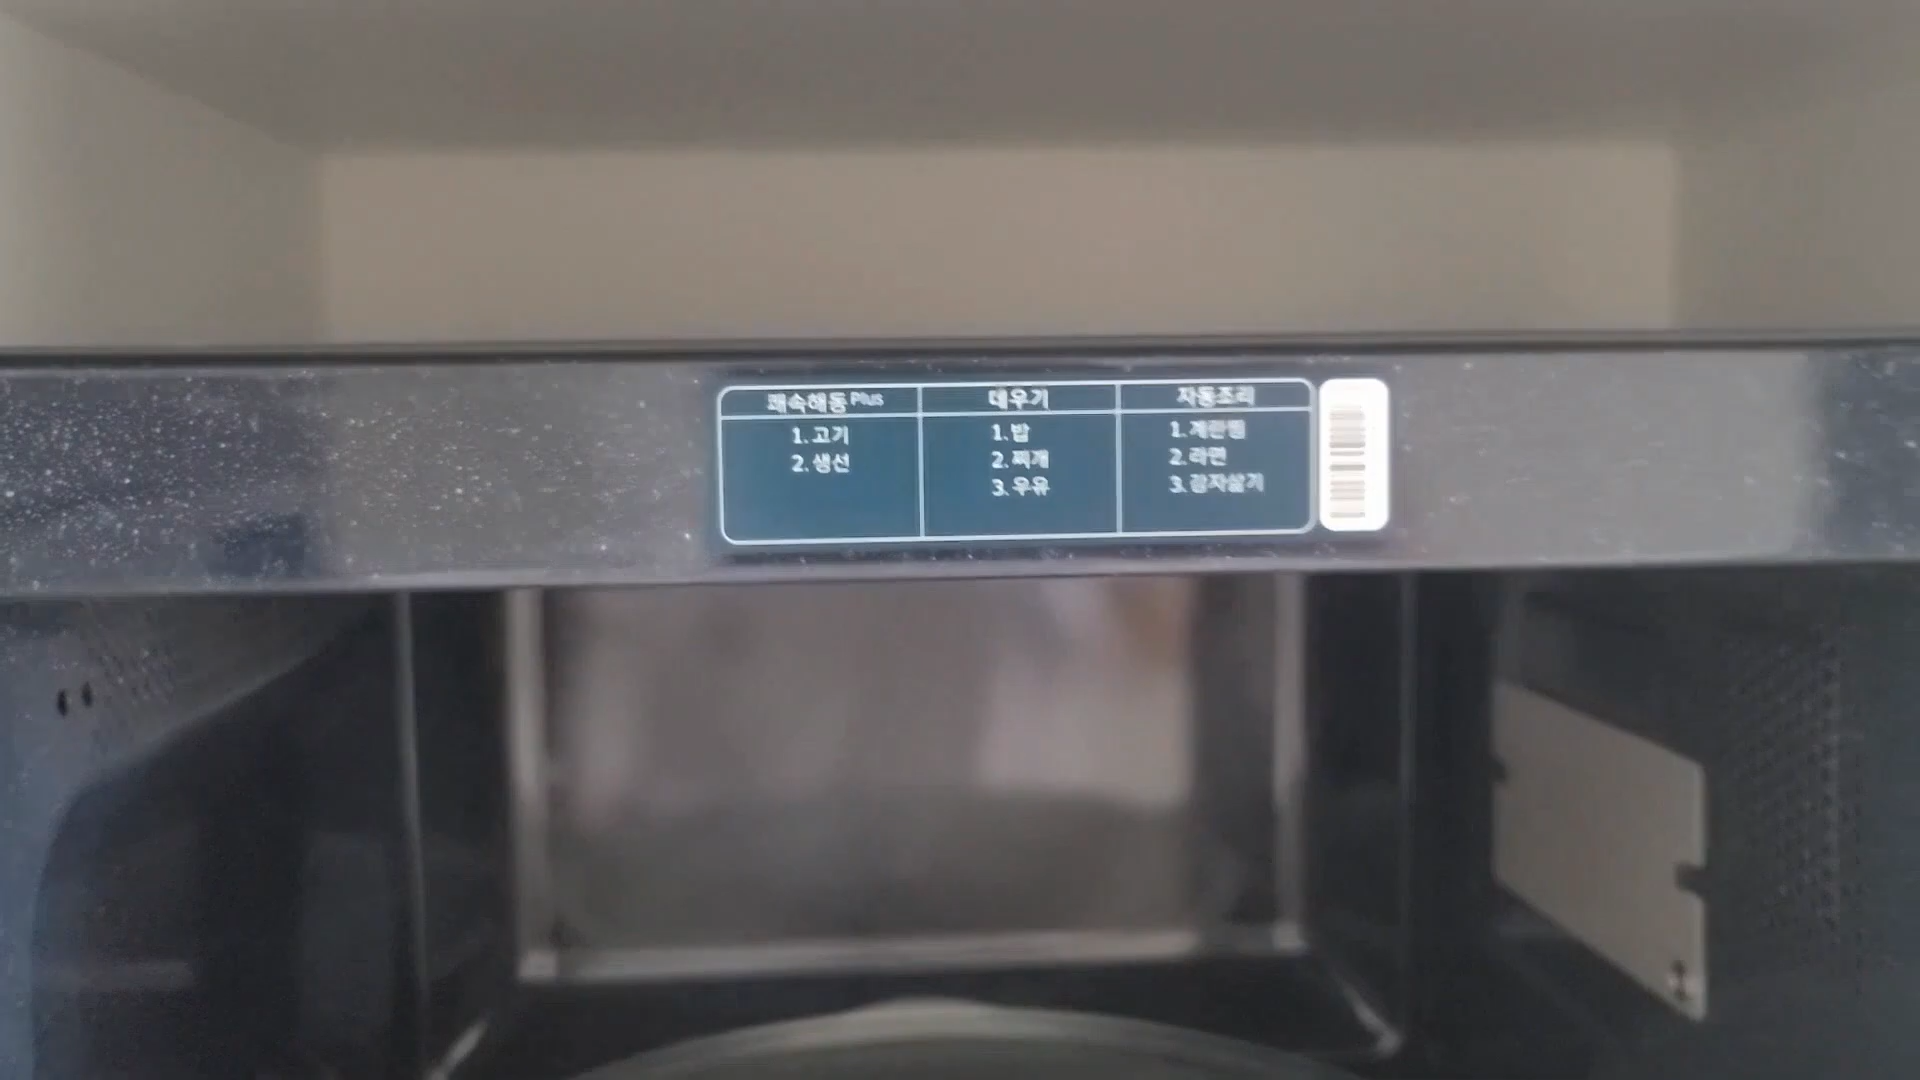 쾌속해동 Plus
1.고기
2.생선
데우기
1.밥
2.찌개
3.우유
자동조리
1.계란찜
2.라면
3.감자삶기